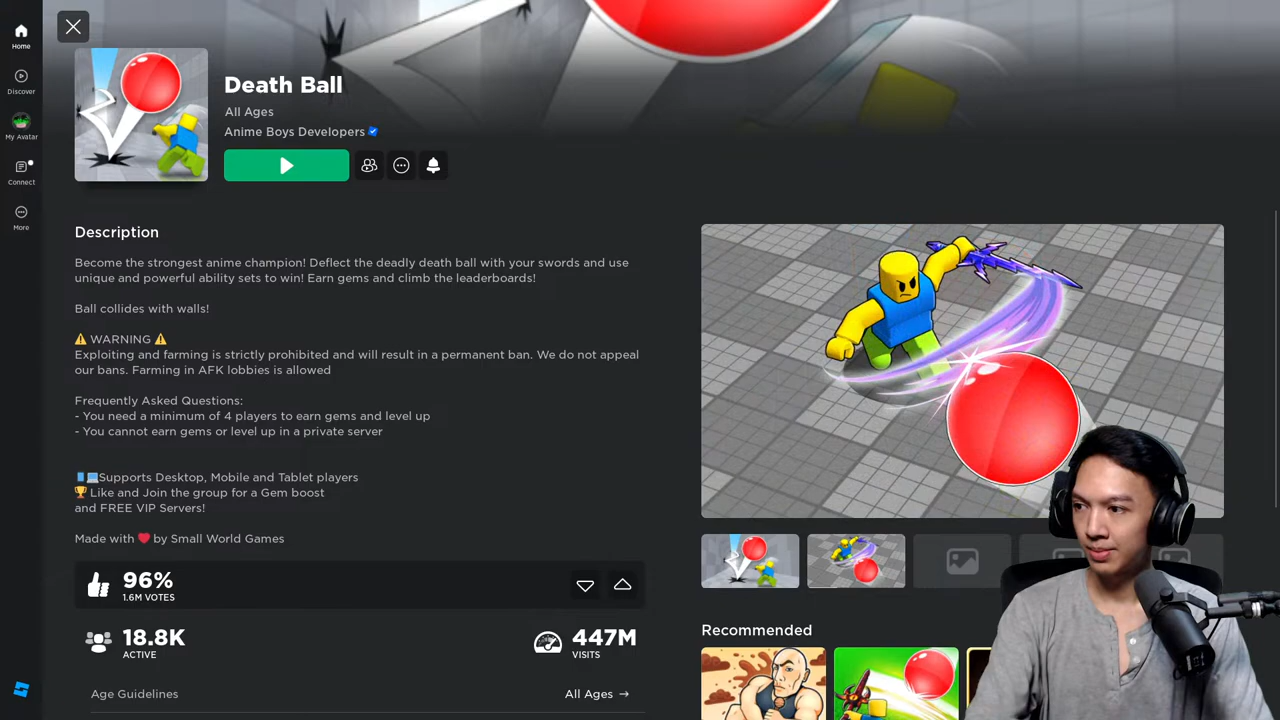 Home
Discover
My Avatar
Connect
More
Death Ball
All Ages
Anime Boys Developers
Description
Become the strongest anime champion! Deflect the deadly death ball with your swords and use
unique and powerful ability sets to win! Earn gems and climb the leaderboards!
Ball collides with walls!
⚠️ WARNING ⚠️
Exploiting and farming is strictly prohibited and will result in a permanent ban. We do not appeal
our bans. Farming in AFK lobbies is allowed
Frequently Asked Questions:
- You need a minimum of 4 players to earn gems and level up
- You cannot earn gems or level up in a private server
📱💻Supports Desktop, Mobile and Tablet players
🏆Like and Join the group for a Gem boost
and FREE VIP Servers!
Made with ❤️ by Small World Games
96%
1.6M VOTES
18.8K
ACTIVE
447M
VISITS
Age Guidelines
All Ages →
Recommended